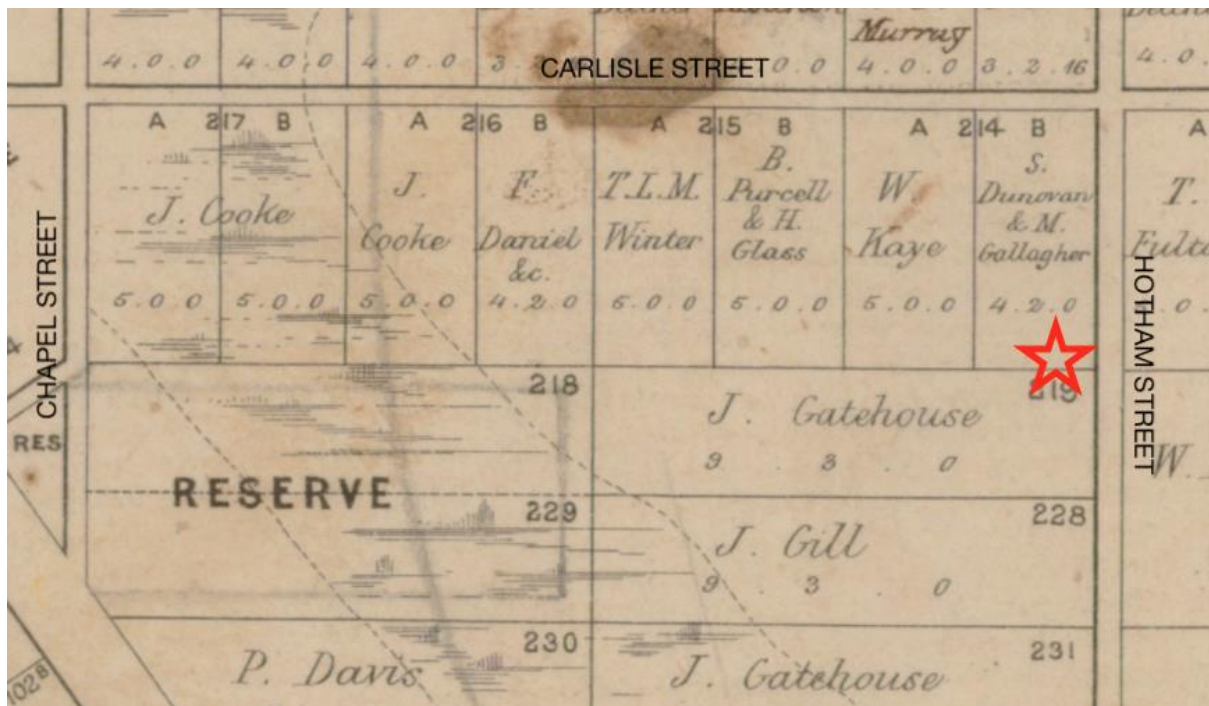 Murray
4.0.0 4.0.0 4.0.0 0.0 4.0.0 3.2.16 4.0.
CARLISLE STREET
A 217 B A 216 B A 215 B A 214 B A
J. Cooke
5.0.0 5.0.0
J.
Cooke
5.0.0
F.
Daniel
&c.
4.2.0
T.L.M.
Winter
5.0.0
B.
Purcell
& H.
Glass
5.0.0
W.
Kaye
5.0.0
S.
Dunovan
& M.
Gallagher
4.2.0
T.
CHAPEL STREET
HOTHAM STREET
218
219
J. Gatehouse
9.3.0
RES
RESERVE
W.
229
228
J. Gill
9.3.0
230
231
P. Davis
J. Gatehouse
102B